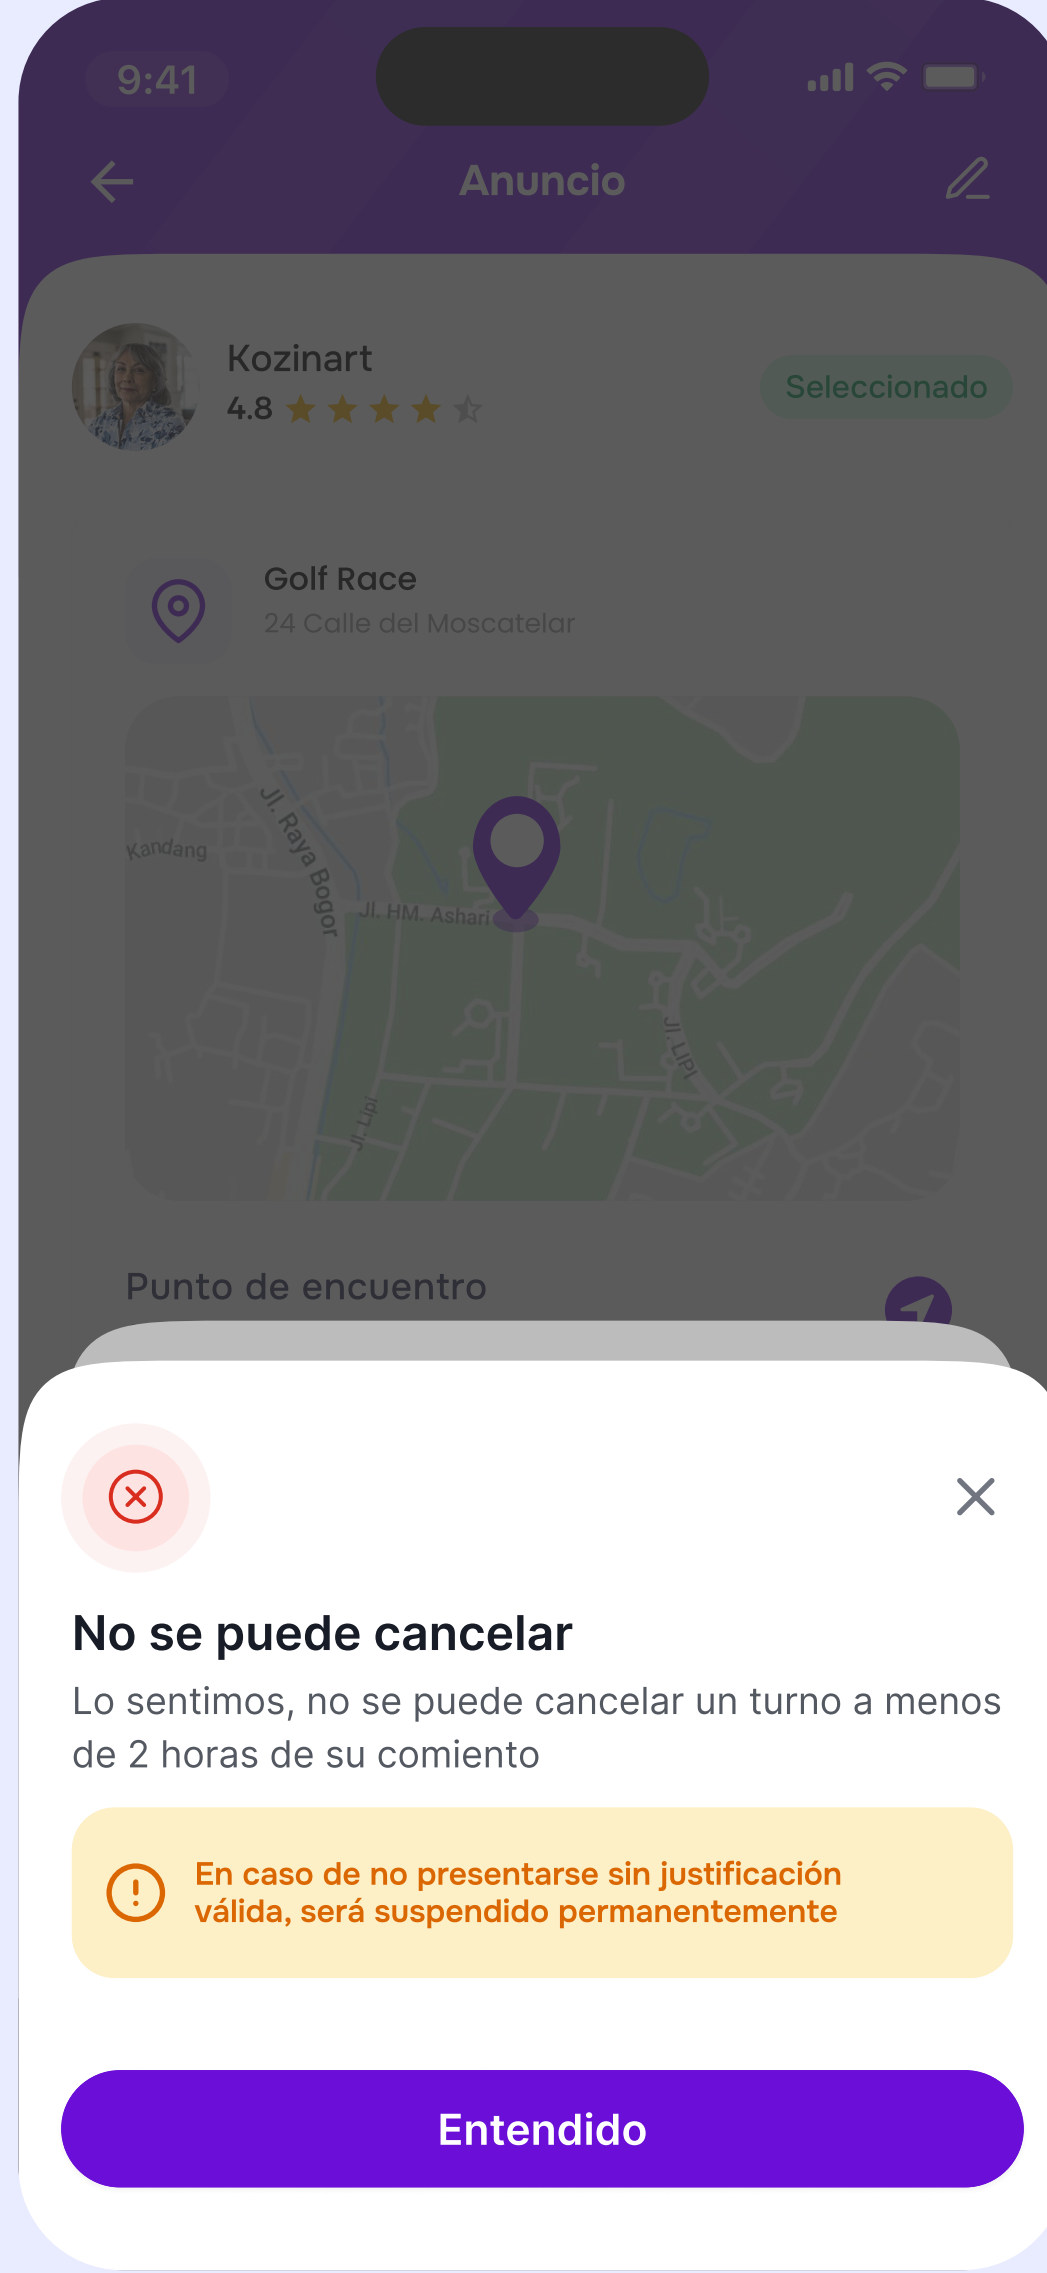 9:41
Anuncio
Kozinart
4.8
Seleccionado
Golf Race
24 Calle del Moscatelar
Jl. Raya Bogor
Kandang
Jl. HM. Ashari
Jl. LIPI
Jl. Lipi
Punto de encuentro
No se puede cancelar
Lo sentimos, no se puede cancelar un turno a menos
de 2 horas de su comiento
En caso de no presentarse sin justificación
válida, será suspendido permanentemente
Entendido